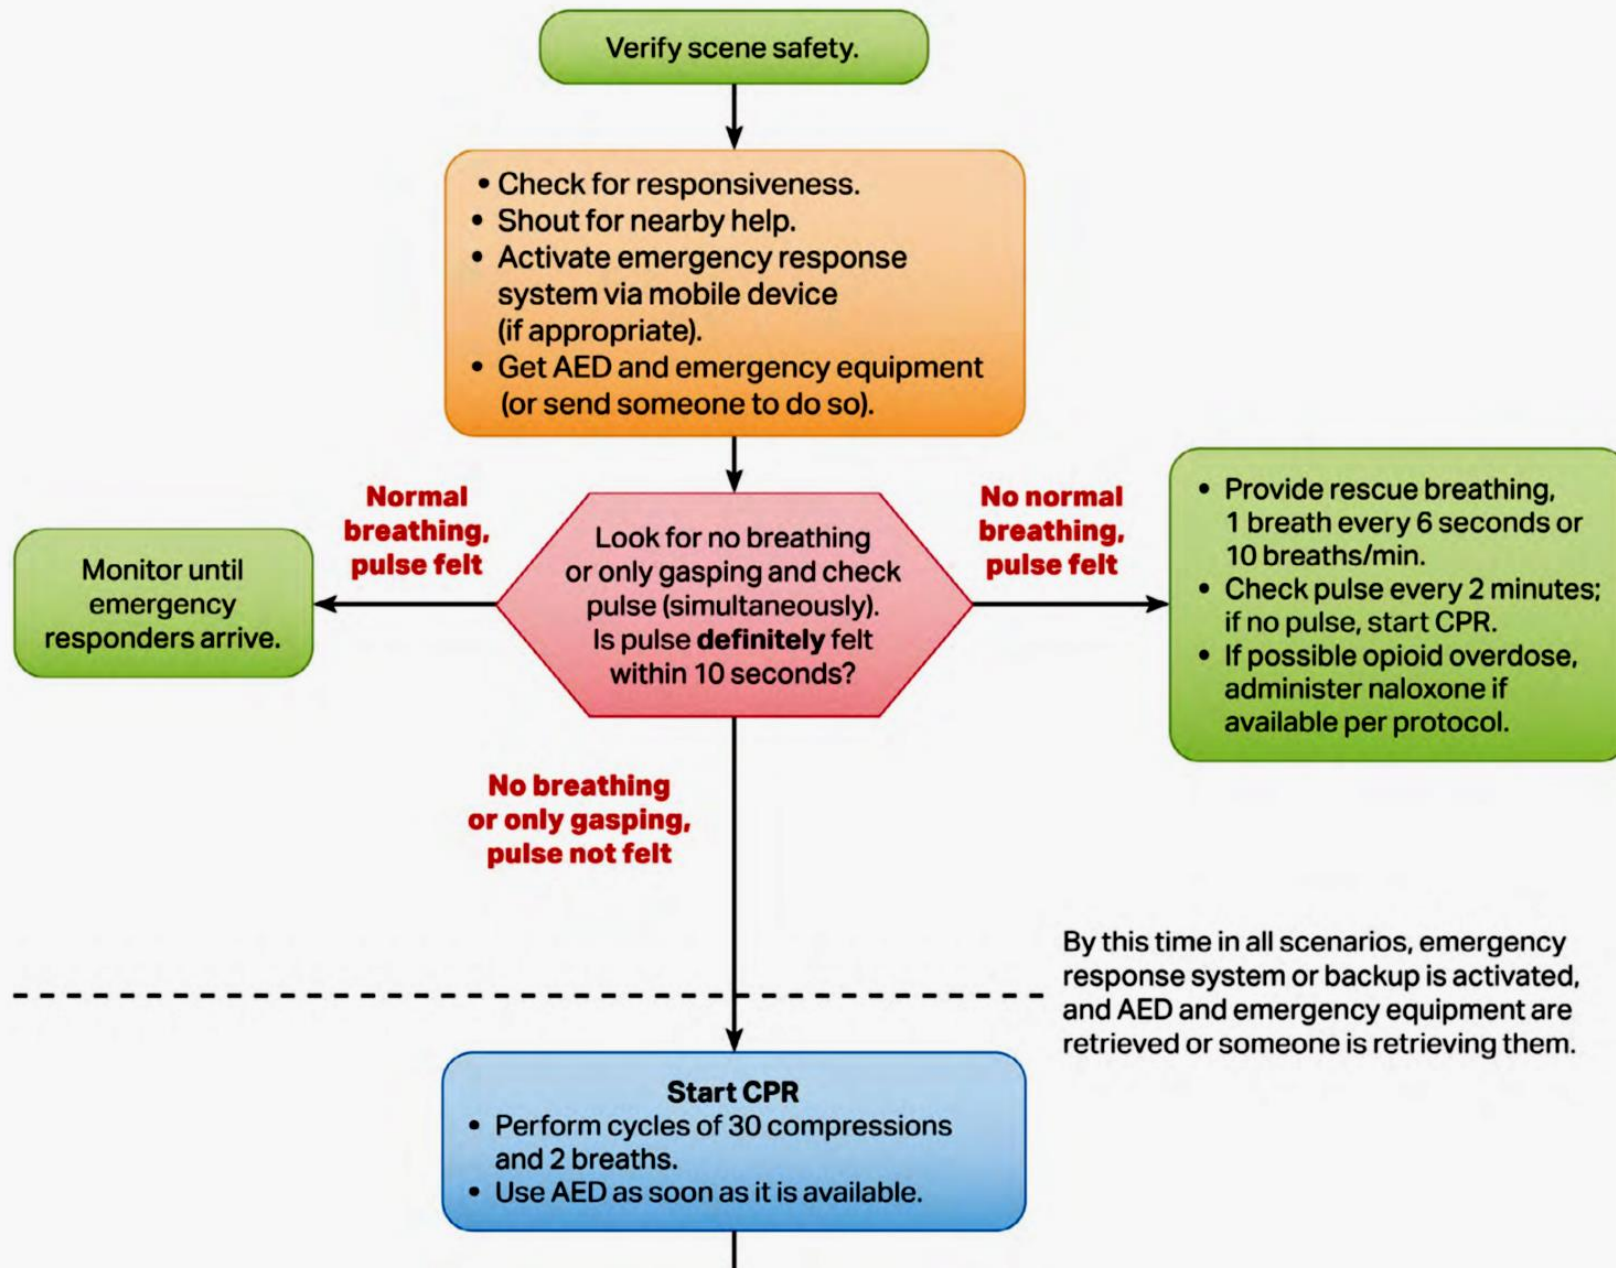 Verify scene safety.
• Check for responsiveness.
• Shout for nearby help.
• Activate emergency response
system via mobile device
(if appropriate).
• Get AED and emergency equipment
(or send someone to do so).
Normal
breathing,
pulse felt
Monitor until
emergency
responders arrive.
Look for no breathing
or only gasping and check
pulse (simultaneously).
Is pulse definitely felt
within 10 seconds?
No normal
breathing,
pulse felt
• Provide rescue breathing,
1 breath every 6 seconds or
10 breaths/min.
• Check pulse every 2 minutes;
if no pulse, start CPR.
• If possible opioid overdose,
administer naloxone if
available per protocol.
No breathing
or only gasping,
pulse not felt
By this time in all scenarios, emergency
response system or backup is activated,
and AED and emergency equipment are
retrieved or someone is retrieving them.
Start CPR
• Perform cycles of 30 compressions
and 2 breaths.
• Use AED as soon as it is available.